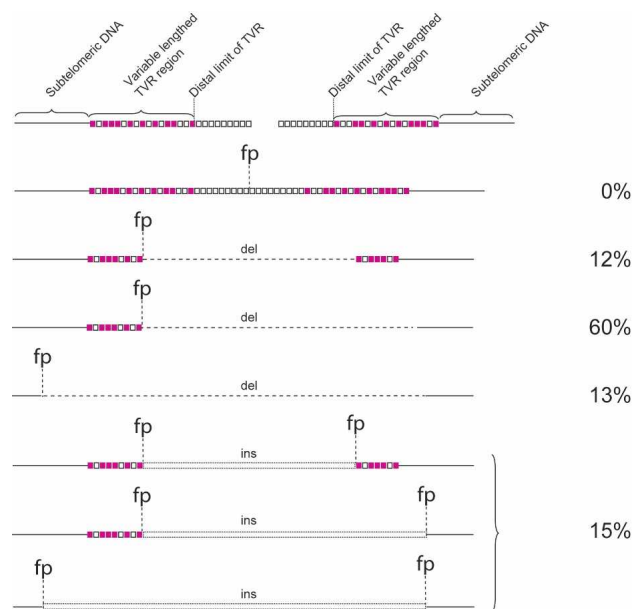 Subtelomeric DNA
Variable lengthed
TVR region
Distal limit of TVR
Distal limit of TVR
Variable lengthed
TVR region
Subtelomeric DNA
fp
0%
fp
del
12%
fp
del
60%
fp
del
13%
fp
fp
ins
fp
fp
ins
15%
fp
fp
ins